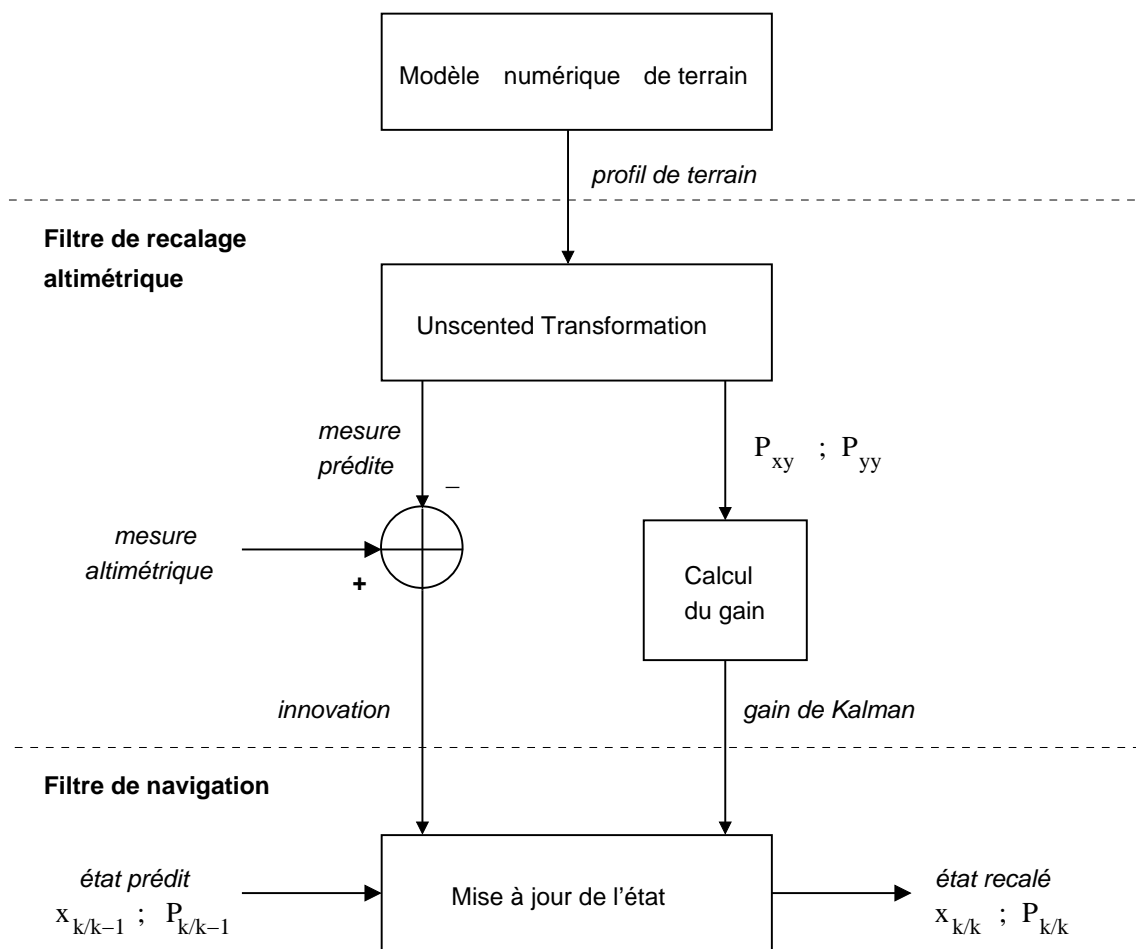 Modèle numérique de terrain
profil de terrain
Filtre de recalage
altimétrique
Unscented Transformation
mesure
prédite
P_xy ; P_yy
−
mesure
altimétrique
+
Calcul
du gain
innovation
gain de Kalman
Filtre de navigation
état prédit
x_k/k−1 ; P_k/k−1
Mise à jour de l'état
état recalé
x_k/k ; P_k/k